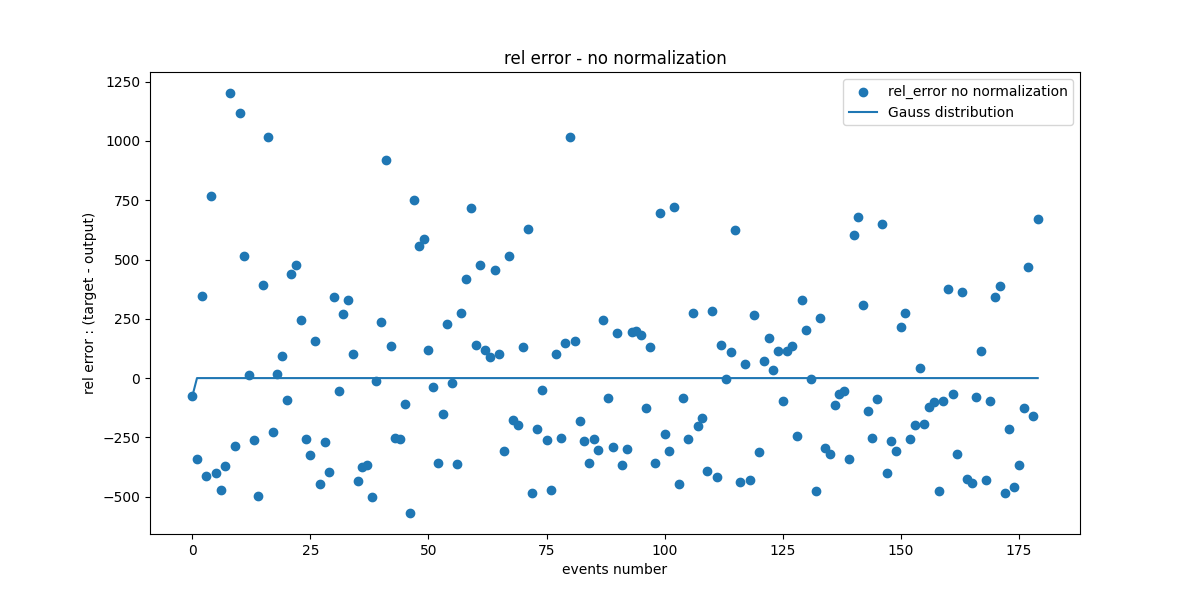 rel error - no normalization
rel_error no normalization
Gauss distribution
rel error : (target - output)
1250
1000
750
500
250
0
−250
−500
0 25 50 75 100 125 150 175
events number